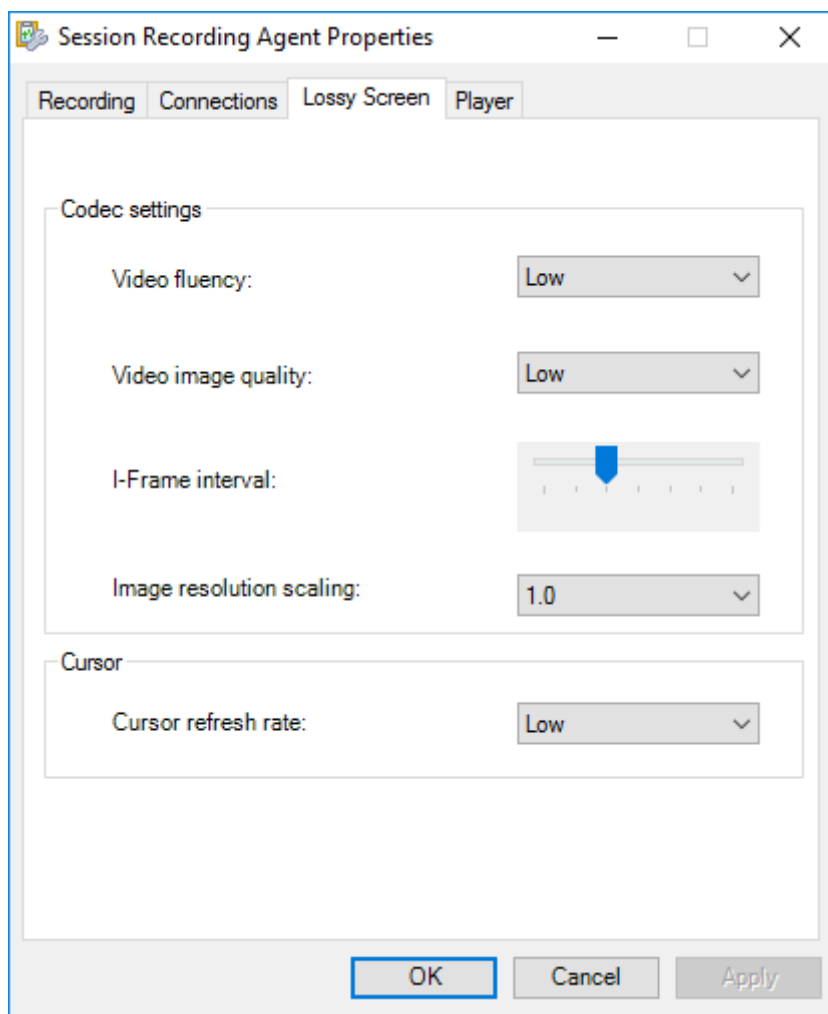 Session Recording Agent Properties
Recording Connections Lossy Screen Player
Codec settings
Video fluency: Low
Video image quality: Low
I-Frame interval:
Image resolution scaling: 1.0
Cursor
Cursor refresh rate: Low
OK Cancel Apply